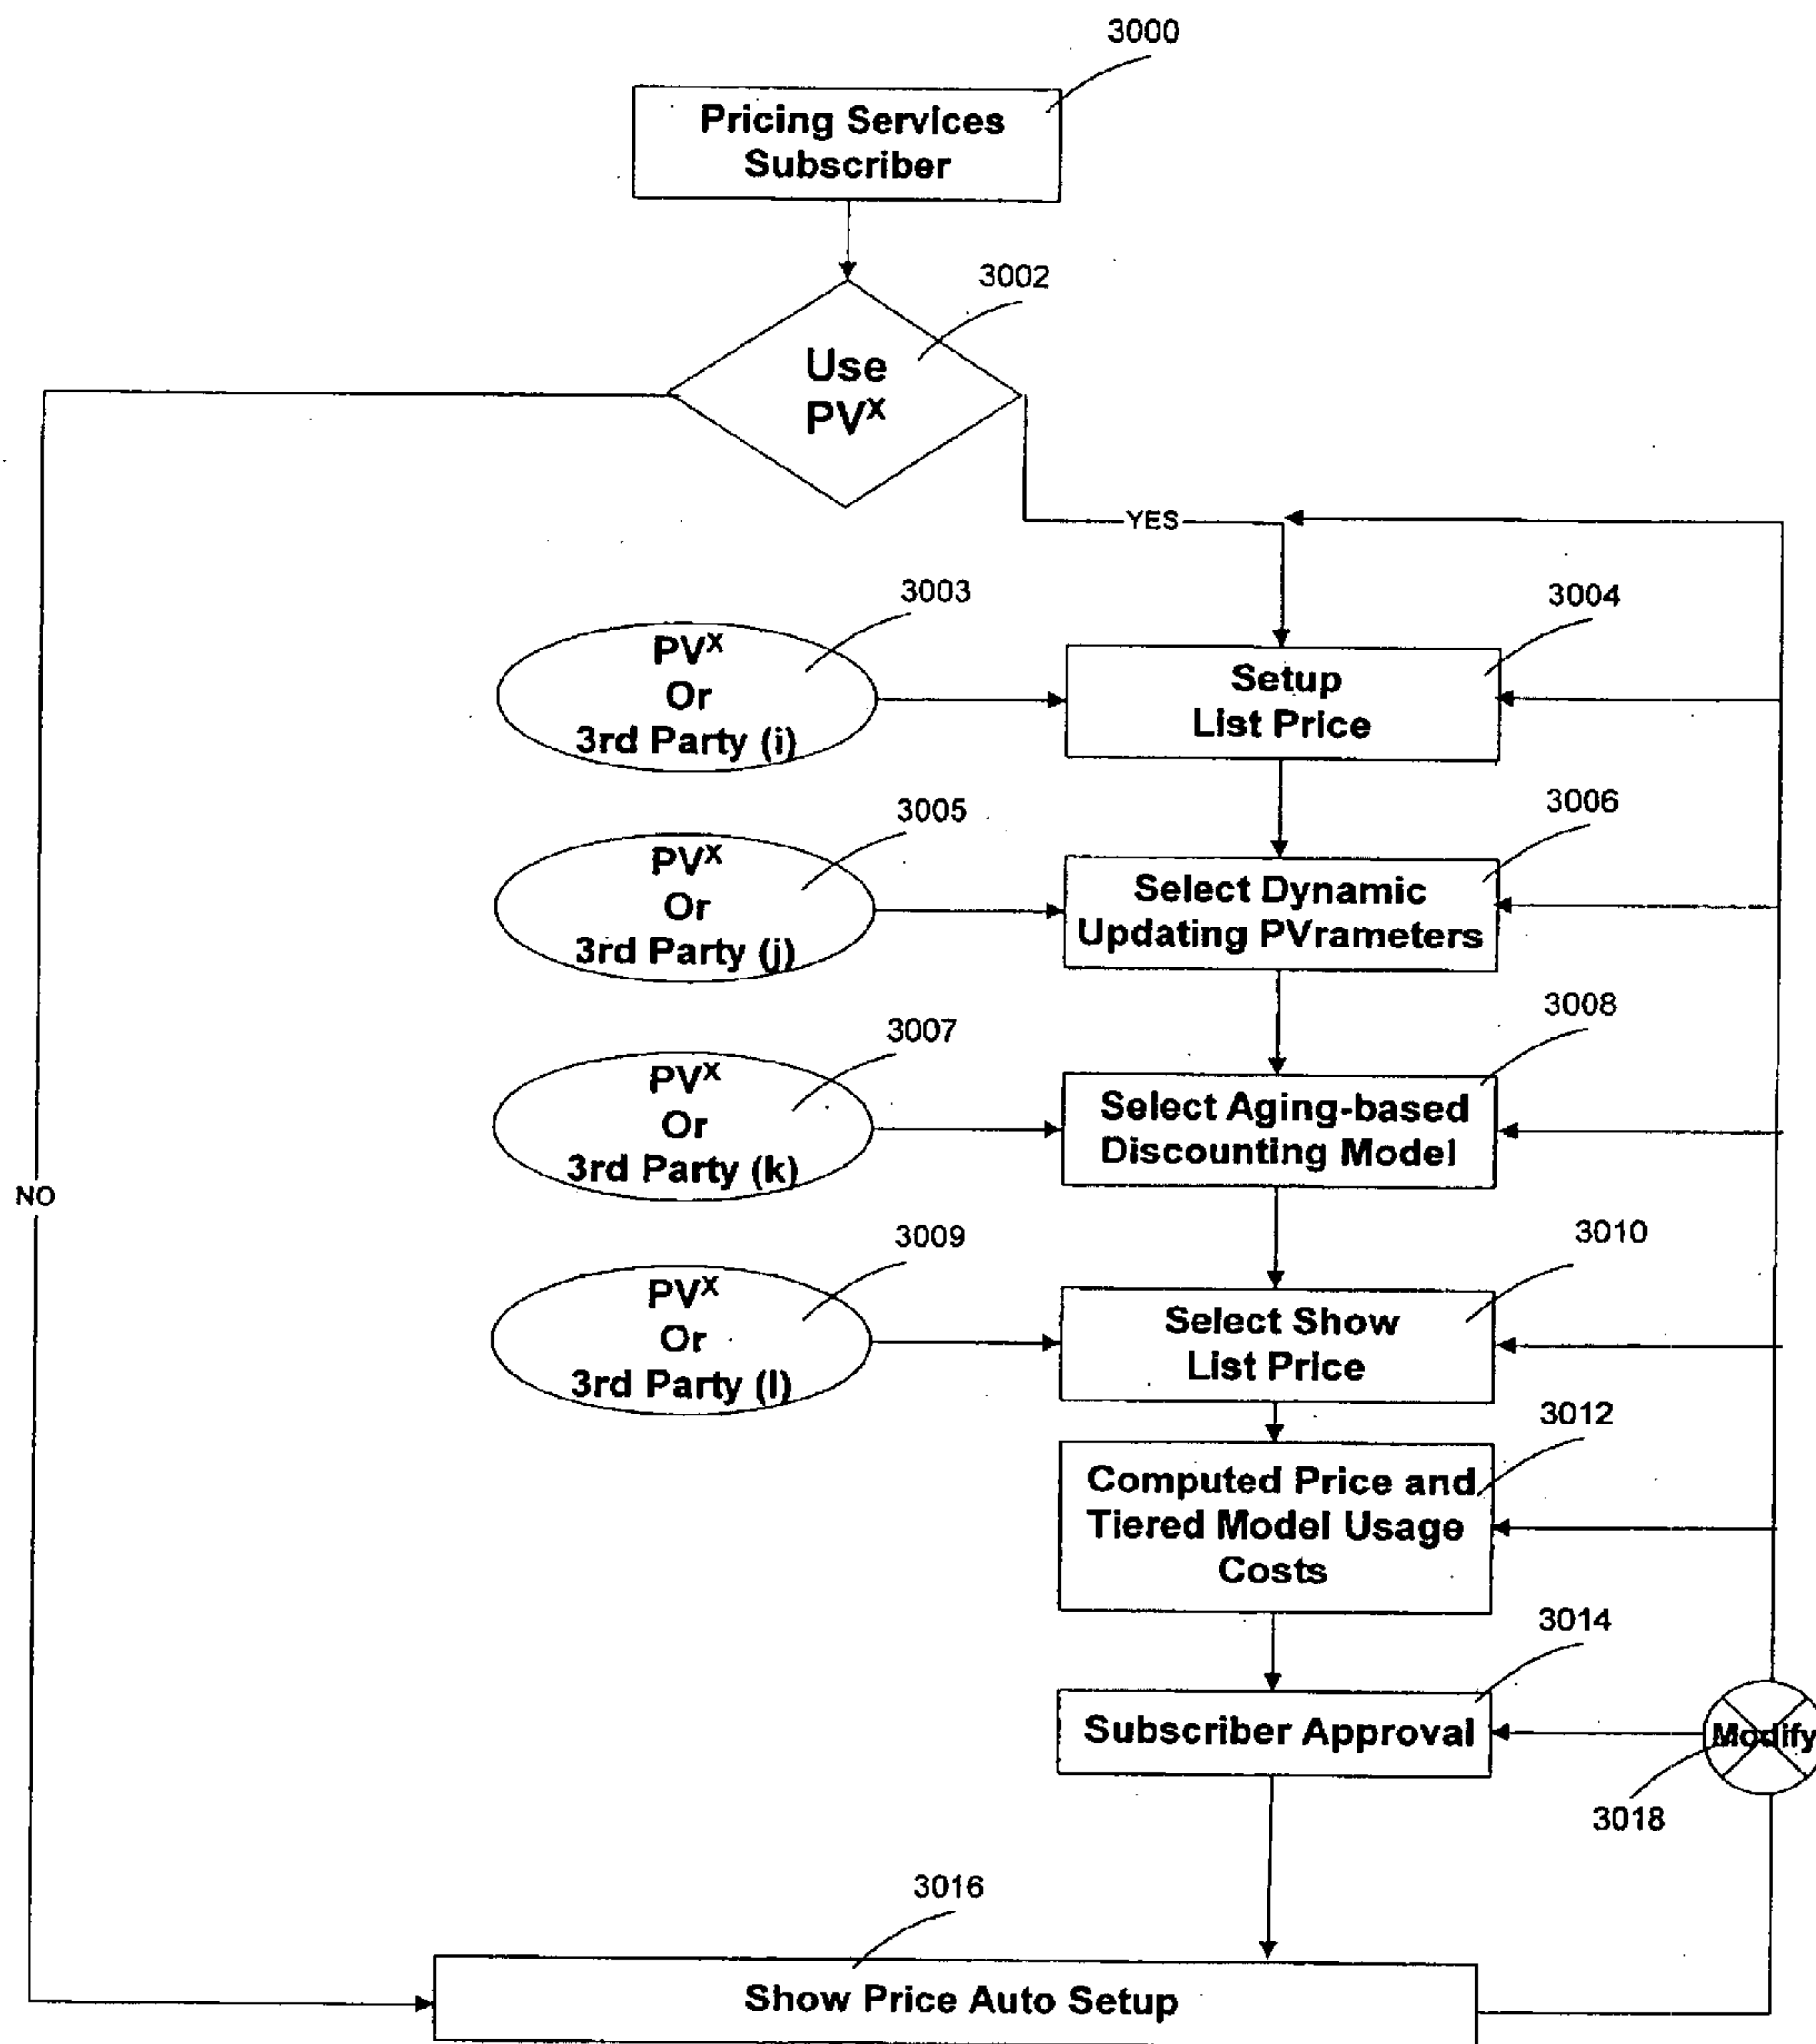 3000
Pricing Services
Subscriber
3002
Use
PVX
YES
3003
PVX
Or
3rd Party (i)
3004
Setup
List Price
3005
PVX
Or
3rd Party (j)
3006
Select Dynamic
Updating PVrameters
3007
PVX
Or
3rd Party (k)
3008
Select Aging-based
Discounting Model
NO
3009
PVX
Or
3rd Party (l)
3010
Select Show
List Price
3012
Computed Price and
Tiered Model Usage
Costs
3014
Subscriber Approval
Modify
3018
3016
Show Price Auto Setup